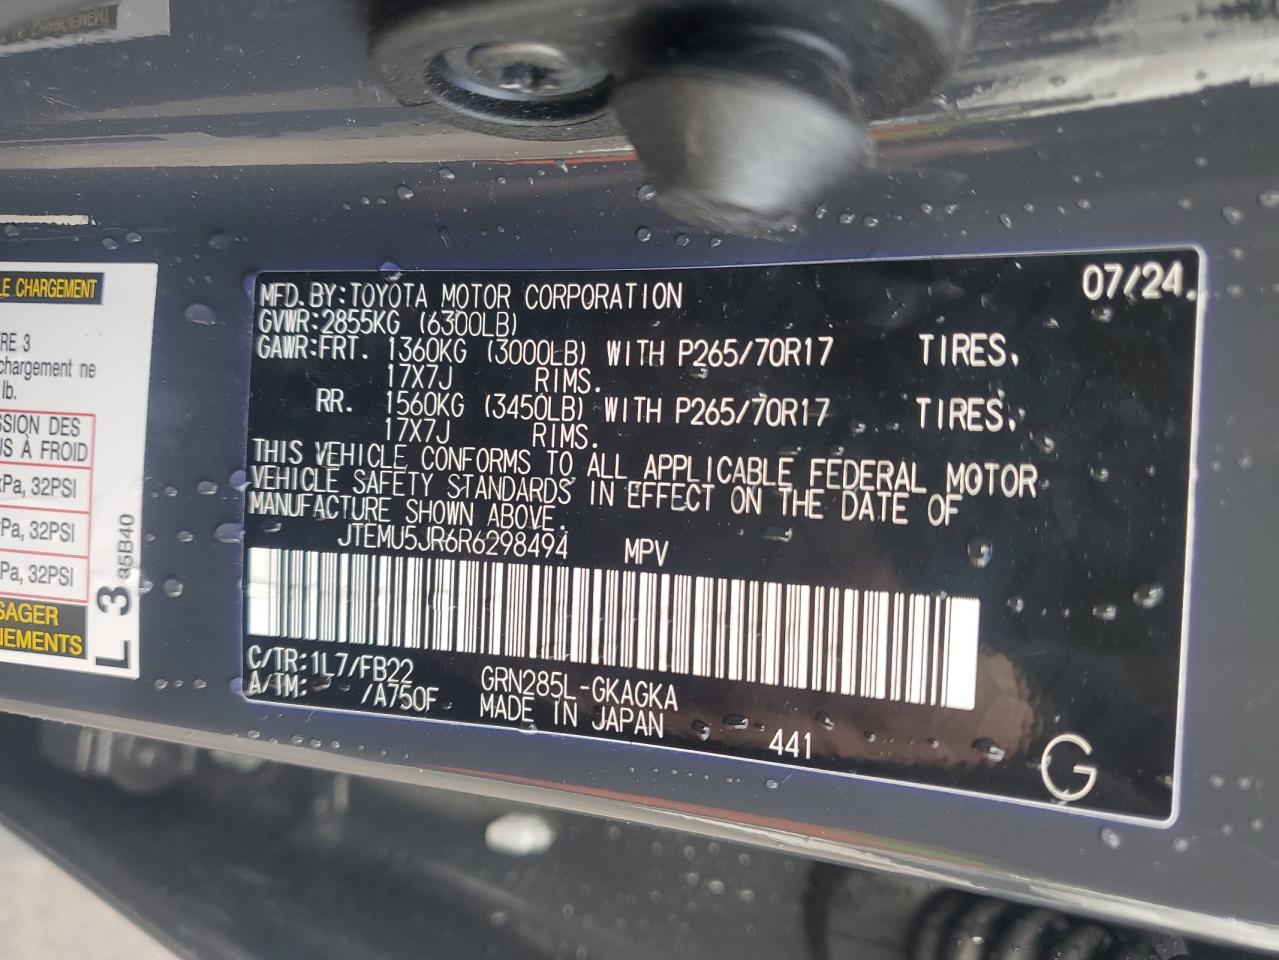 LE CHARGEMENT
RE 3
chargement ne
lb.
SSION DES
US À FROID
kPa, 32PSI
kPa, 32PSI
Pa, 32PSI
SAGER
NEMENTS
L 3
35B40
07/24
MFD. BY:TOYOTA MOTOR CORPORATION
GVWR:2855KG (6300LB)
GAWR:FRT. 1360KG (3000LB) WITH P265/70R17 TIRES,
17X7J RIMS.
RR. 1560KG (3450LB) WITH P265/70R17 TIRES,
17X7J RIMS.
THIS VEHICLE CONFORMS TO ALL APPLICABLE FEDERAL MOTOR
VEHICLE SAFETY STANDARDS IN EFFECT ON THE DATE OF
MANUFACTURE SHOWN ABOVE.
JTEMU5JR6R6298494 MPV
C/TR:1L7/FB22 GRN285L-GKAGKA
A/TM: /A750F MADE IN JAPAN
441
G